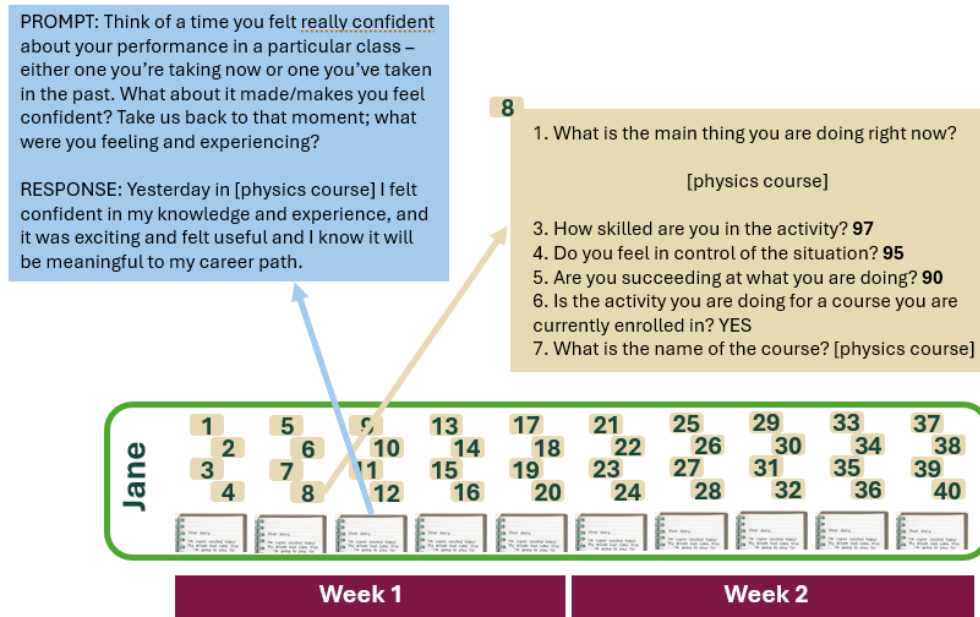 PROMPT: Think of a time you felt really confident
about your performance in a particular class –
either one you're taking now or one you've taken
in the past. What about it made/makes you feel
confident? Take us back to that moment; what
were you feeling and experiencing?
RESPONSE: Yesterday in [physics course] I felt
confident in my knowledge and experience, and
it was exciting and felt useful and I know it will
be meaningful to my career path.
8
1. What is the main thing you are doing right now?
[physics course]
3. How skilled are you in the activity? 97
4. Do you feel in control of the situation? 95
5. Are you succeeding at what you are doing? 90
6. Is the activity you are doing for a course you are
currently enrolled in? YES
7. What is the name of the course? [physics course]
Jane
1 5 9 13 17 21 25 29 33 37
2 6 10 14 18 22 26 30 34 38
3 7 11 15 19 23 27 31 35 39
4 8 12 16 20 24 28 32 36 40
Week 1
Week 2